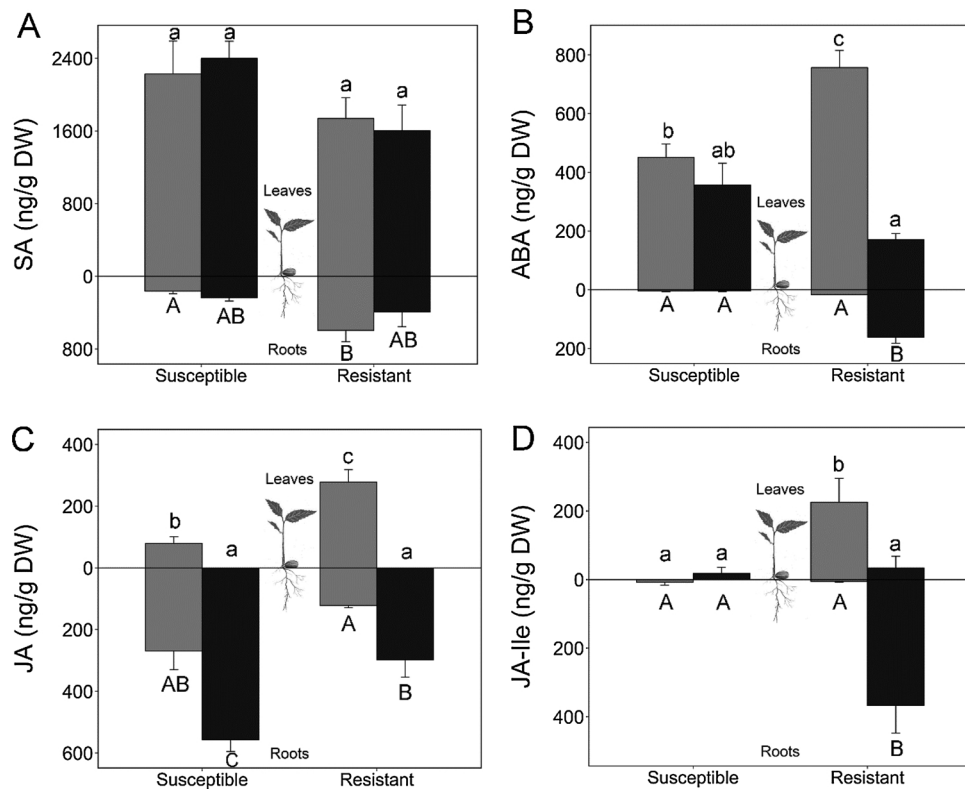 A
SA (ng/g DW)
2400
1600
800
0
800
a
a
a
a
Leaves
A
AB
B
AB
Roots
Susceptible
Resistant
B
ABA (ng/g DW)
800
600
400
200
0
200
b
ab
c
a
Leaves
A
A
A
B
Roots
Susceptible
Resistant
C
JA (ng/g DW)
400
200
0
200
400
600
b
a
c
a
Leaves
AB
C
A
B
Roots
Susceptible
Resistant
D
JA-Ile (ng/g DW)
400
200
0
200
400
a
a
b
a
Leaves
A
A
A
B
Roots
Susceptible
Resistant